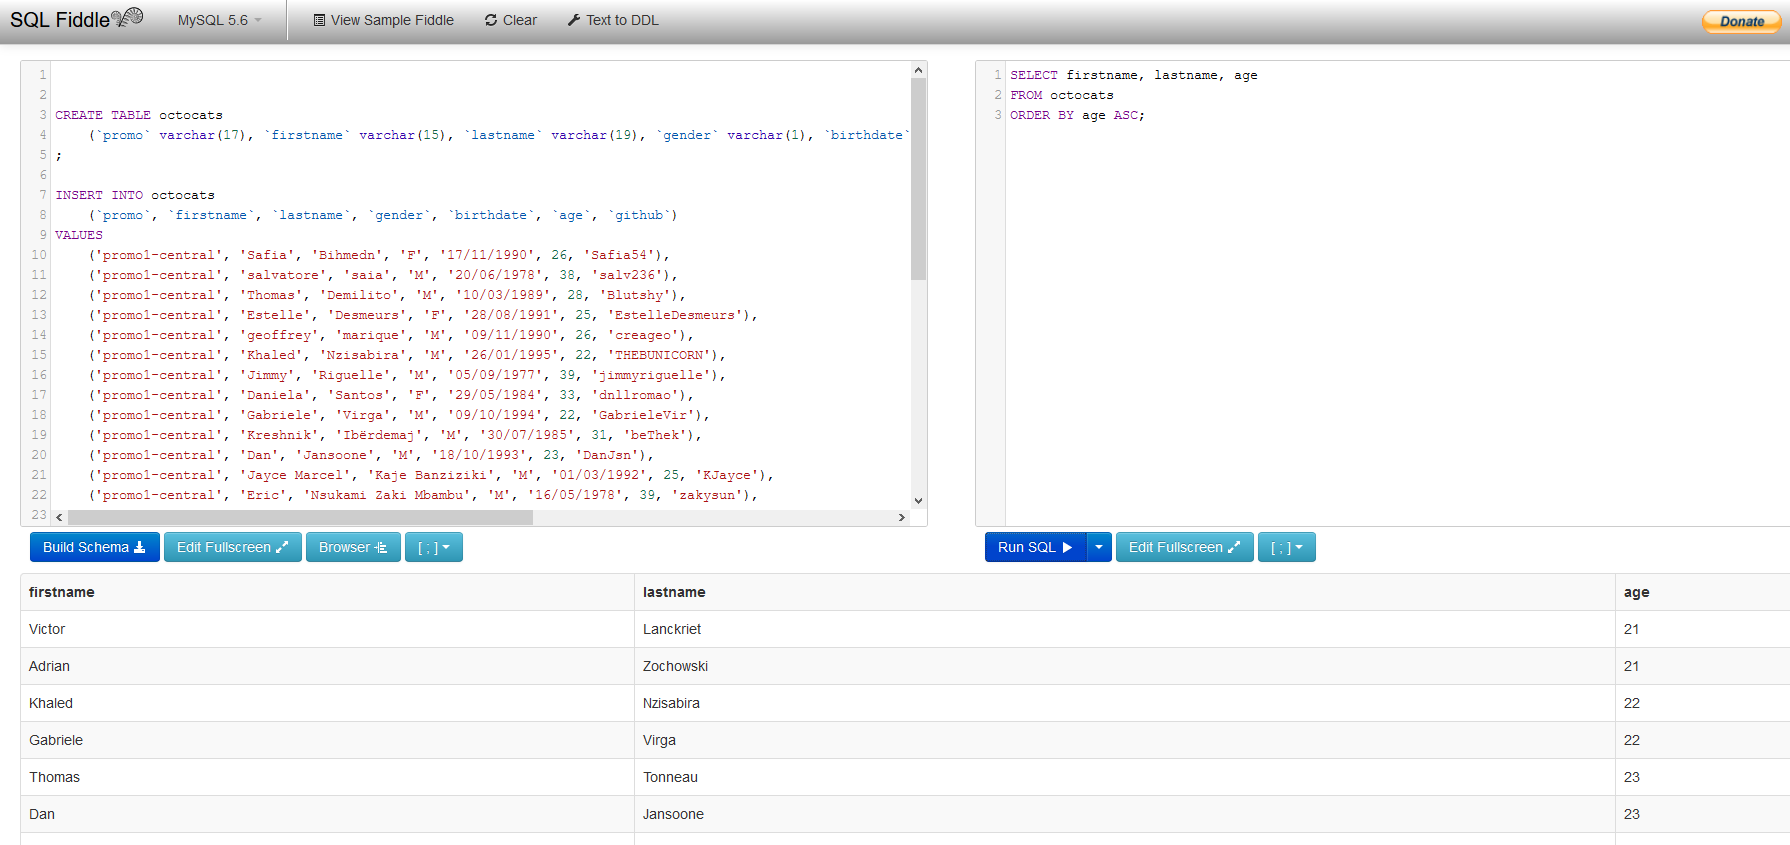 SQL Fiddle MySQL 5.6 View Sample Fiddle Clear Text to DDL Donate
1
2
3 CREATE TABLE octocats
4 (`promo` varchar(17), `firstname` varchar(15), `lastname` varchar(19), `gender` varchar(1), `birthdate`
5 ;
6
7 INSERT INTO octocats
8 (`promo`, `firstname`, `lastname`, `gender`, `birthdate`, `age`, `github`)
9 VALUES
10 ('promo1-central', 'Safia', 'Bihmedn', 'F', '17/11/1990', 26, 'Safia54'),
11 ('promo1-central', 'salvatore', 'saia', 'M', '20/06/1978', 38, 'salv236'),
12 ('promo1-central', 'Thomas', 'Demilito', 'M', '10/03/1989', 28, 'Blutshy'),
13 ('promo1-central', 'Estelle', 'Desmeurs', 'F', '28/08/1991', 25, 'EstelleDesmeurs'),
14 ('promo1-central', 'geoffrey', 'marique', 'M', '09/11/1990', 26, 'creageo'),
15 ('promo1-central', 'Khaled', 'Nzisabira', 'M', '26/01/1995', 22, 'THEBUNICORN'),
16 ('promo1-central', 'Jimmy', 'Riguelle', 'M', '05/09/1977', 39, 'jimmyriguelle'),
17 ('promo1-central', 'Daniela', 'Santos', 'F', '29/05/1984', 33, 'dnllromao'),
18 ('promo1-central', 'Gabriele', 'Virga', 'M', '09/10/1994', 22, 'GabrieleVir'),
19 ('promo1-central', 'Kreshnik', 'Ibërdemaj', 'M', '30/07/1985', 31, 'beThek'),
20 ('promo1-central', 'Dan', 'Jansoone', 'M', '18/10/1993', 23, 'DanJsn'),
21 ('promo1-central', 'Jayce Marcel', 'Kaje Banziziki', 'M', '01/03/1992', 25, 'KJayce'),
22 ('promo1-central', 'Eric', 'Nsukami Zaki Mbambu', 'M', '16/05/1978', 39, 'zakysun'),
23
Build Schema Edit Fullscreen Browser [ ; ]
1 SELECT firstname, lastname, age
2 FROM octocats
3 ORDER BY age ASC;
Run SQL Edit Fullscreen [ ; ]
firstname lastname age
Victor Lanckriet 21
Adrian Zochowski 21
Khaled Nzisabira 22
Gabriele Virga 22
Thomas Tonneau 23
Dan Jansoone 23